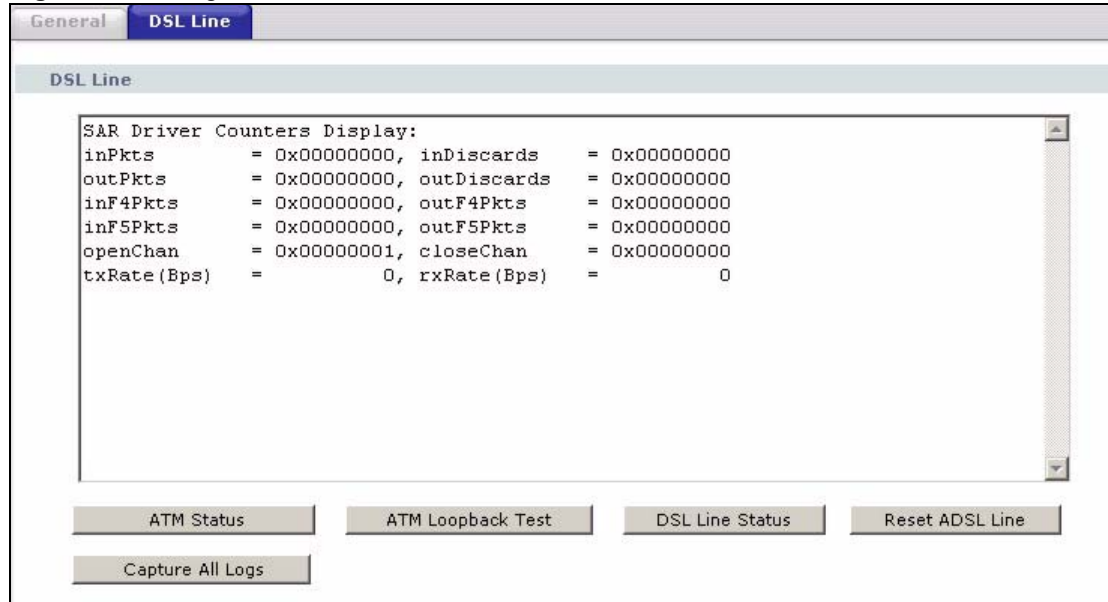 General DSL Line
DSL Line
SAR Driver Counters Display:
inPkts = 0x00000000, inDiscards = 0x00000000
outPkts = 0x00000000, outDiscards = 0x00000000
inF4Pkts = 0x00000000, outF4Pkts = 0x00000000
inF5Pkts = 0x00000000, outF5Pkts = 0x00000000
openChan = 0x00000001, closeChan = 0x00000000
txRate(Bps) = 0, rxRate(Bps) = 0
ATM Status ATM Loopback Test DSL Line Status Reset ADSL Line
Capture All Logs